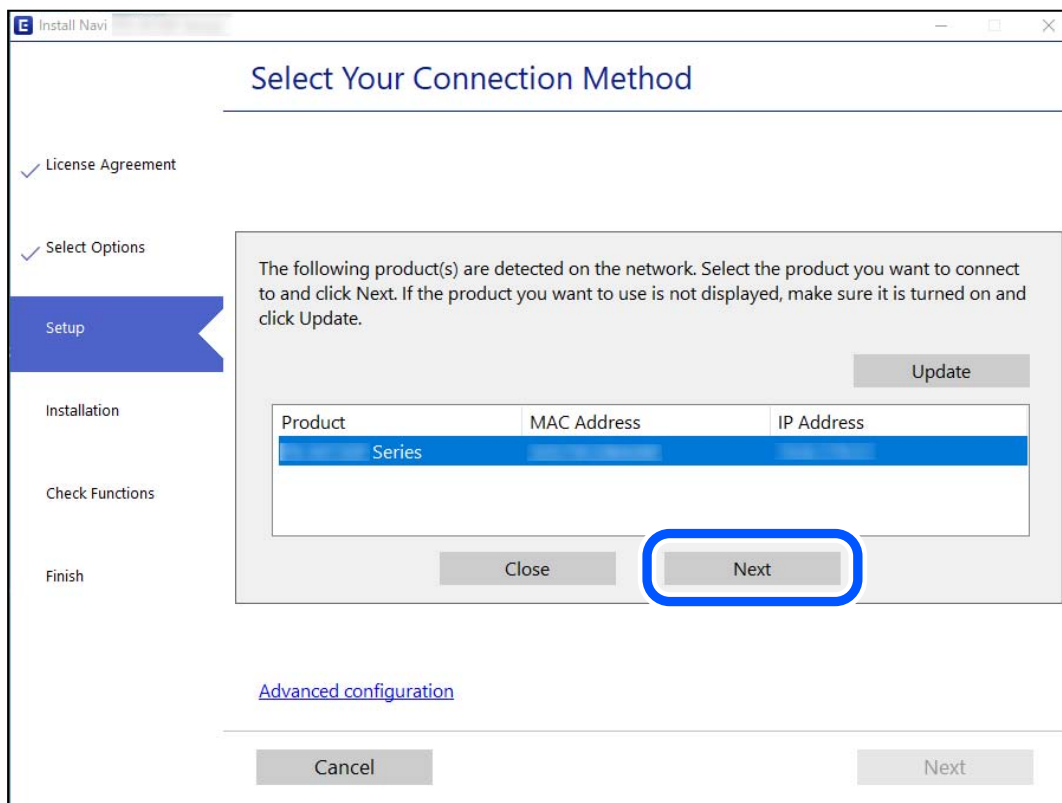 E Install Navi
Select Your Connection Method
License Agreement
Select Options
Setup
Installation
Check Functions
Finish
The following product(s) are detected on the network. Select the product you want to connect
to and click Next. If the product you want to use is not displayed, make sure it is turned on and
click Update.
Update
Product MAC Address IP Address
Series
Close Next
Advanced configuration
Cancel Next